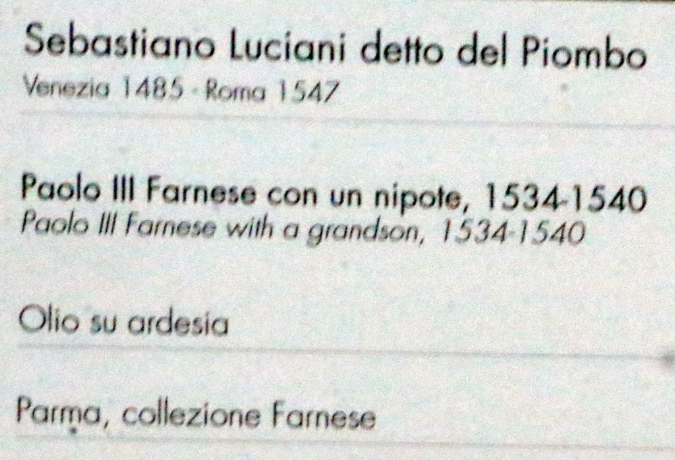 Sebastiano Luciani detto del Piombo
Venezia 1485 - Roma 1547
Paolo III Farnese con un nipote, 1534-1540
Paolo III Farnese with a grandson, 1534-1540
Olio su ardesia
Parma, collezione Farnese